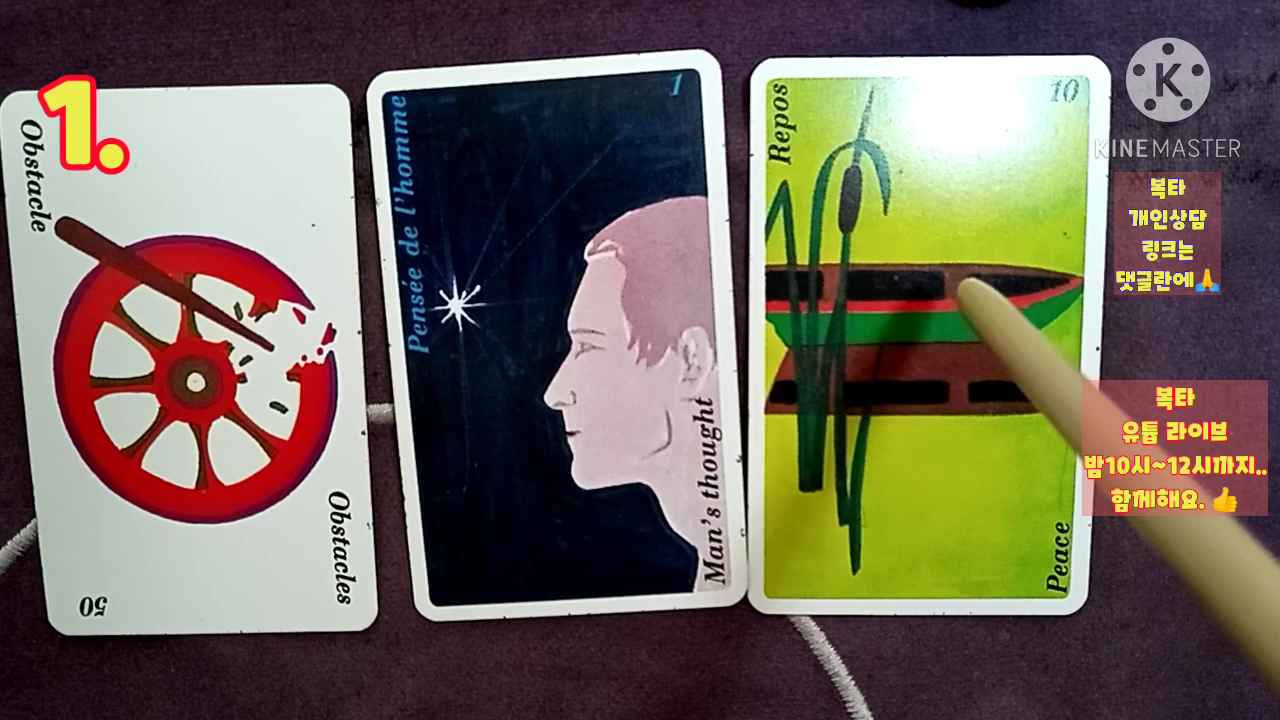 1.
Obstacle
Obstacles
50
Pensée de l'homme
1
Man's thought
Repos
10
Peace
K
KINEMASTER
복타
개인상담
링크는
댓글란에🙏
복타
유튭 라이브
밤10시~12시까지..
함께해요. 👍